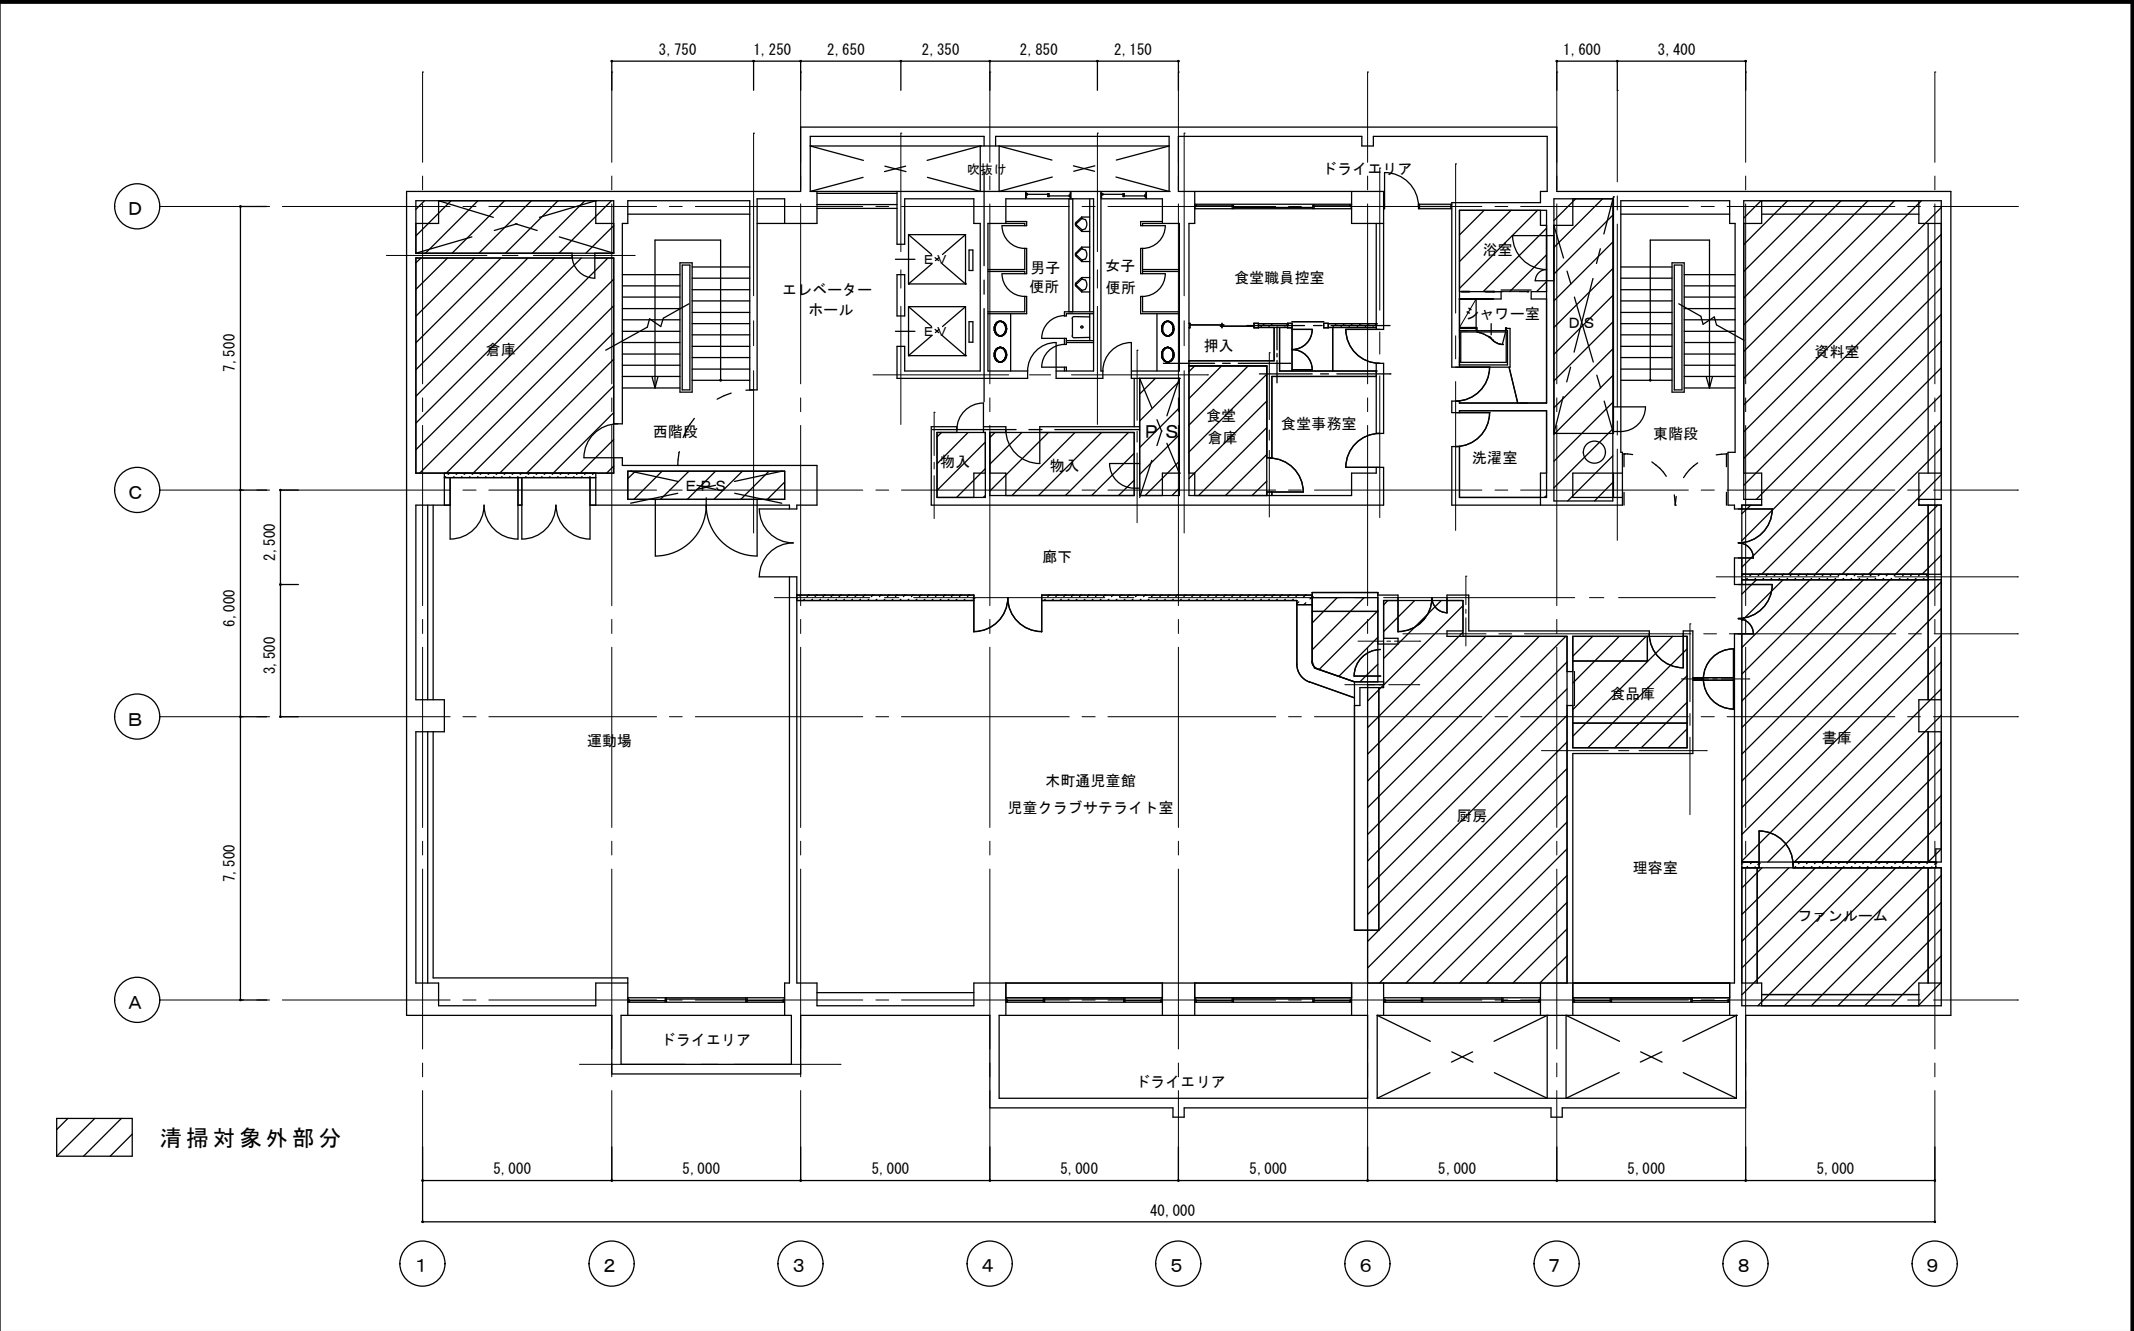 3,750
1,250
2,650
2,350
2,850
2,150
1,600
3,400
吹抜け
ドライエリア
D
7,500
倉庫
西階段
エレベーター
ホール
E・V
E・V
男子
便所
女子
便所
食堂職員控室
押入
食堂
倉庫
食堂事務室
浴室
シャワー室
洗濯室
DS
東階段
資料室
物入
物入
PS
EPS
C
2,500
6,000
3,500
廊下
B
運動場
木町通児童館
児童クラブサテライト室
厨房
食品庫
理容室
書庫
ファンルーム
7,500
A
ドライエリア
ドライエリア
清掃対象外部分
5,000
5,000
5,000
5,000
5,000
5,000
5,000
5,000
40,000
1
2
3
4
5
6
7
8
9